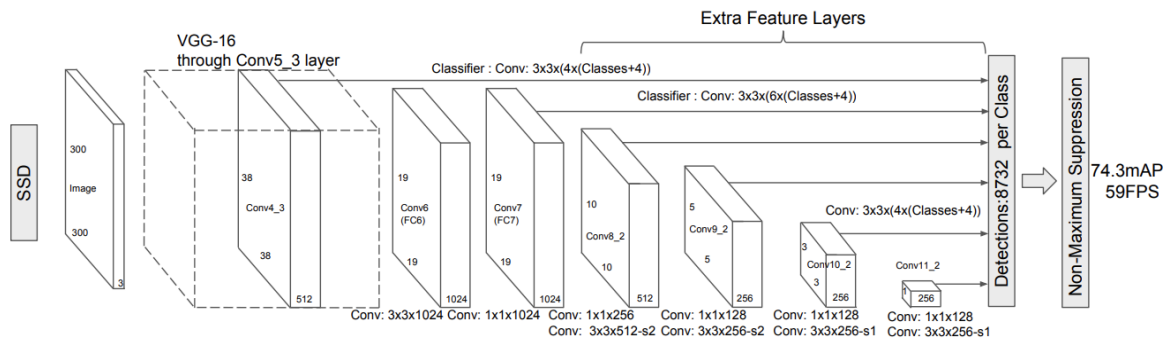 Extra Feature Layers
VGG-16
through Conv5_3 layer
Classifier : Conv: 3x3x(4x(Classes+4))
Classifier : Conv: 3x3x(6x(Classes+4))
SSD
300
Image
300
3
38
Conv4_3
38
512
19
Conv6
(FC6)
19
1024
19
Conv7
(FC7)
19
1024
10
Conv8_2
10
512
5
Conv9_2
5
256
Conv: 3x3x(4x(Classes+4))
3
Conv10_2
3
256
Conv11_2
1
256
Conv: 3x3x1024
Conv: 1x1x1024
Conv: 1x1x256
Conv: 3x3x512-s2
Conv: 1x1x128
Conv: 3x3x256-s2
Conv: 1x1x128
Conv: 3x3x256-s1
Conv: 1x1x128
Conv: 3x3x256-s1
Detections:8732 per Class
Non-Maximum Suppression
74.3mAP
59FPS